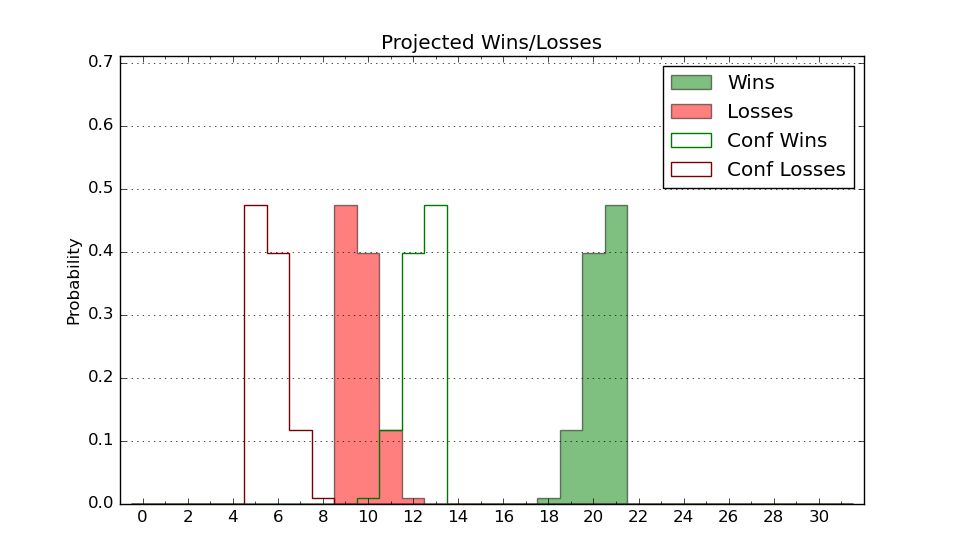 Projected Wins/Losses
Wins
Losses
Conf Wins
Conf Losses
Probability
0.7
0.6
0.5
0.4
0.3
0.2
0.1
0.0
0 2 4 6 8 10 12 14 16 18 20 22 24 26 28 30